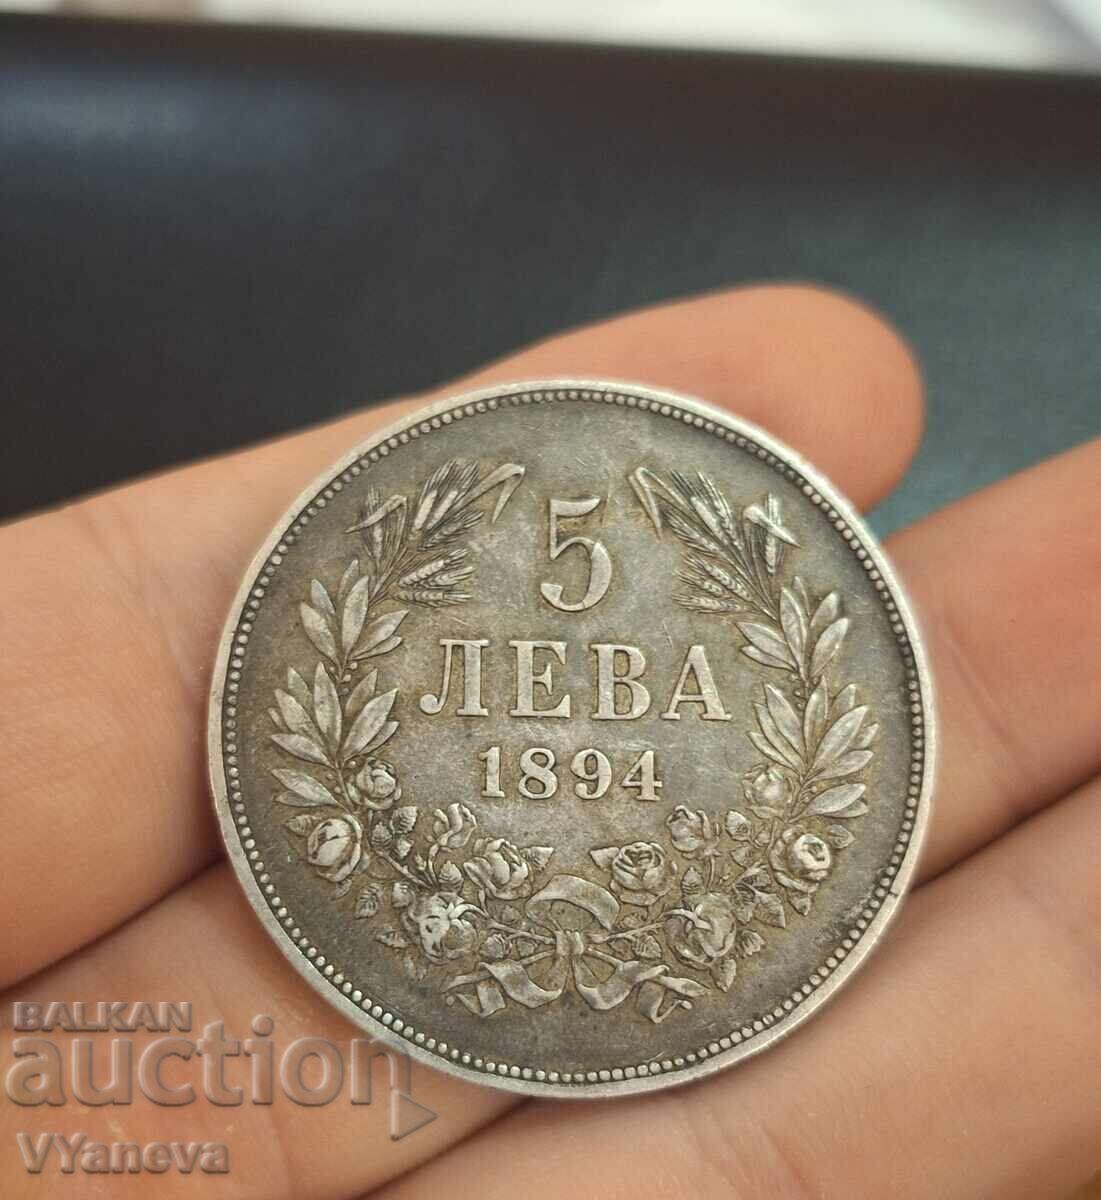 5
ЛЕВА
1894
BALKAN
auction
VYaneva